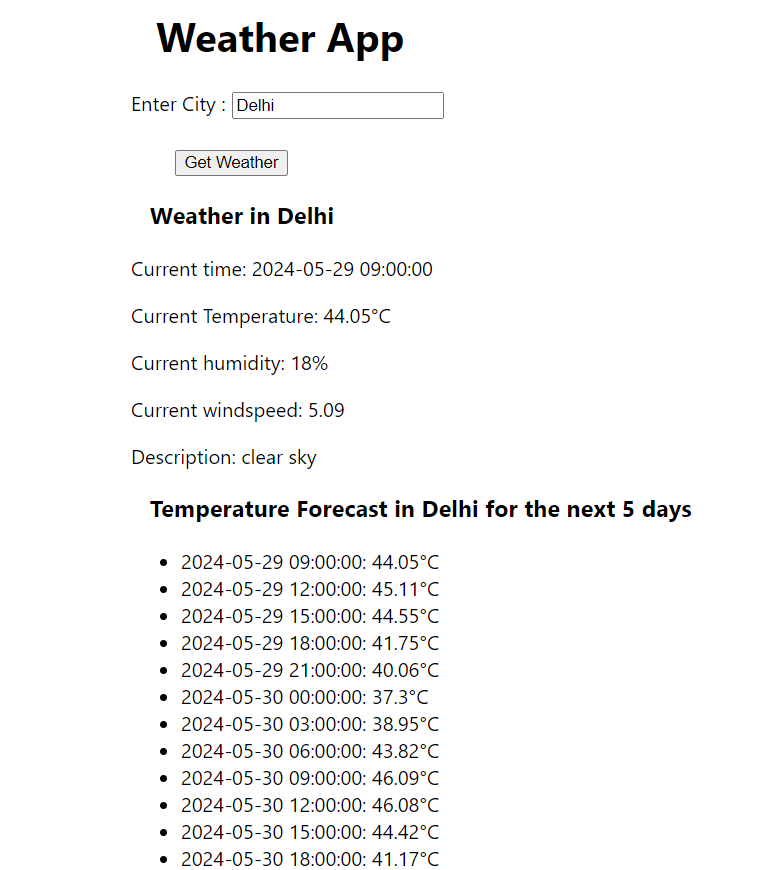 Weather App
Enter City : Delhi
Get Weather
Weather in Delhi
Current time: 2024-05-29 09:00:00
Current Temperature: 44.05°C
Current humidity: 18%
Current windspeed: 5.09
Description: clear sky
Temperature Forecast in Delhi for the next 5 days
• 2024-05-29 09:00:00: 44.05°C
• 2024-05-29 12:00:00: 45.11°C
• 2024-05-29 15:00:00: 44.55°C
• 2024-05-29 18:00:00: 41.75°C
• 2024-05-29 21:00:00: 40.06°C
• 2024-05-30 00:00:00: 37.3°C
• 2024-05-30 03:00:00: 38.95°C
• 2024-05-30 06:00:00: 43.82°C
• 2024-05-30 09:00:00: 46.09°C
• 2024-05-30 12:00:00: 46.08°C
• 2024-05-30 15:00:00: 44.42°C
• 2024-05-30 18:00:00: 41.17°C